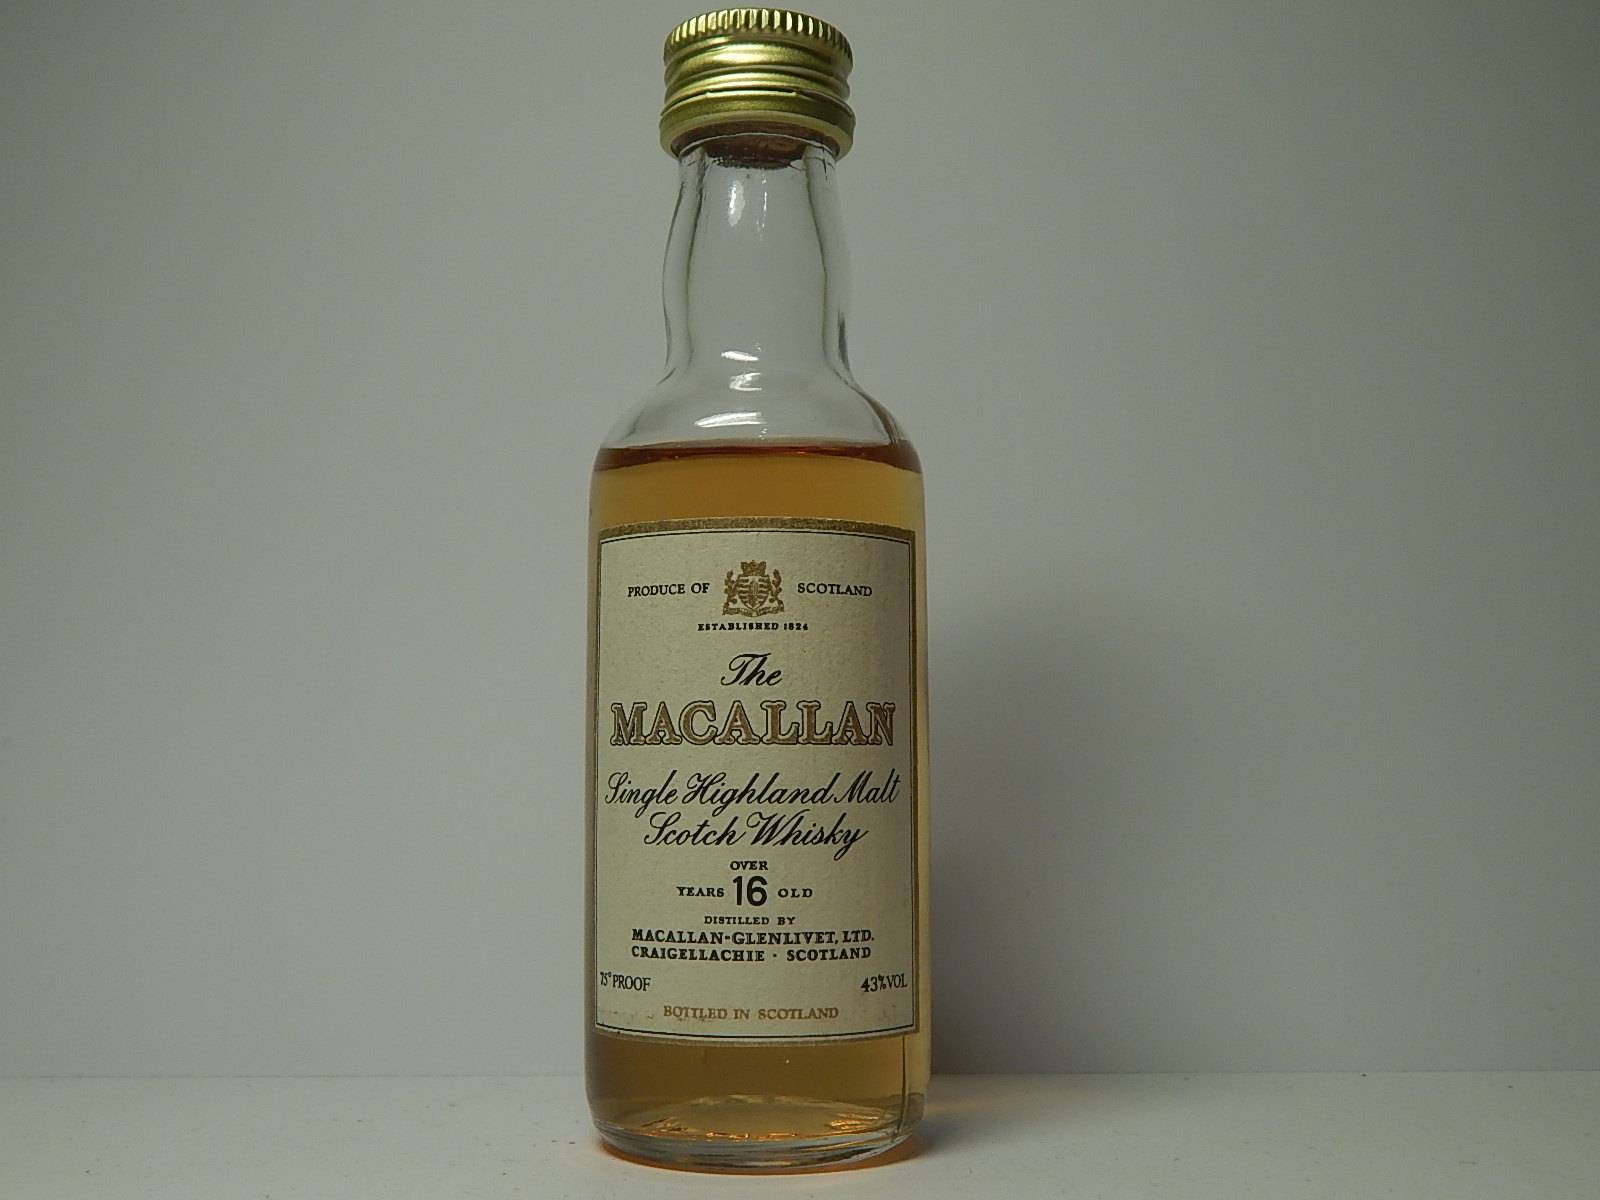 PRODUCE OF SCOTLAND
ESTABLISHED 1824
The
MACALLAN
Single Highland Malt
Scotch Whisky
OVER
YEARS 16 OLD
DISTILLED BY
MACALLAN-GLENLIVET, LTD.
CRAIGELLACHIE · SCOTLAND
75° PROOF 43% VOL
BOTTLED IN SCOTLAND